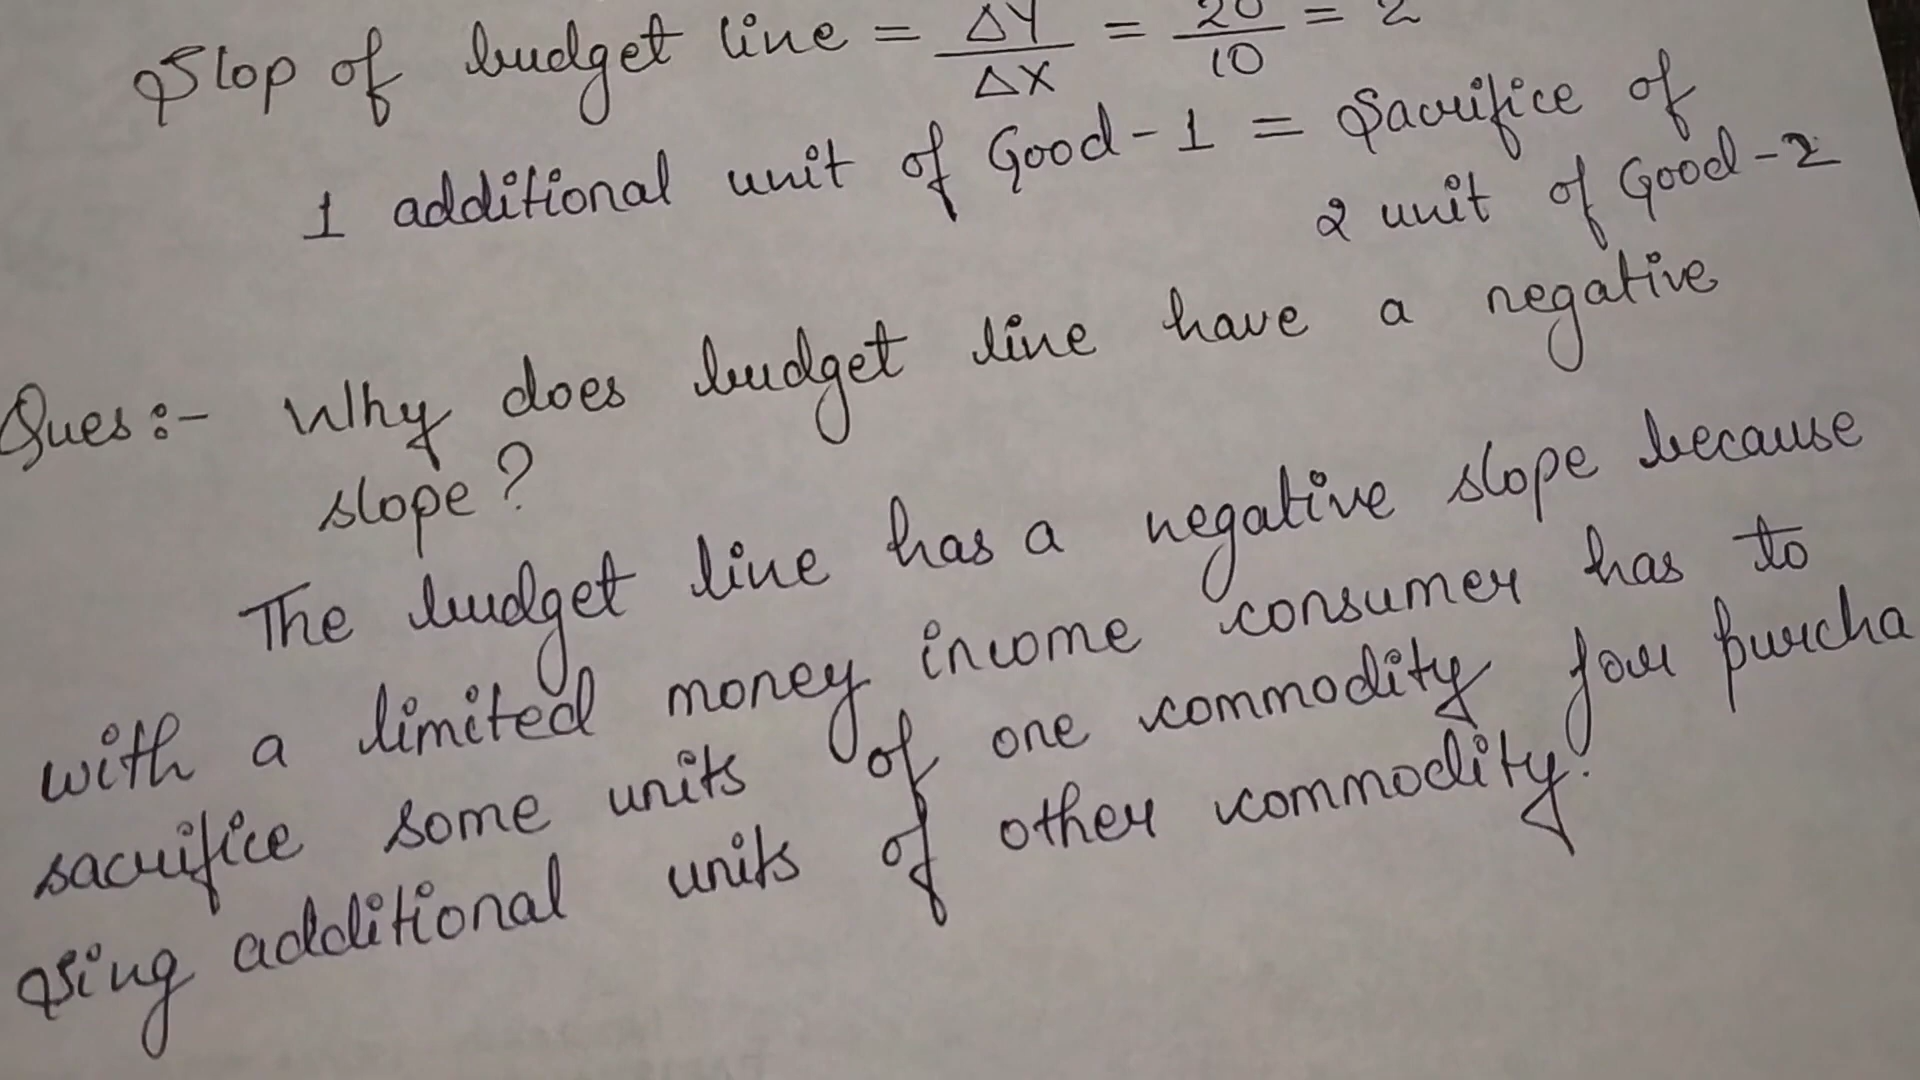 Slop of budget line = ΔY/ΔX = 20/10 = 2
1 additional unit of Good-1 = Sacrifice of
2 unit of Good-2
Ques:- Why does budget line have a negative
slope?
The budget line has a negative slope because
with a limited money income consumer has to
sacrifice some units of one commodity for purcha
sing additional units of other commodity.